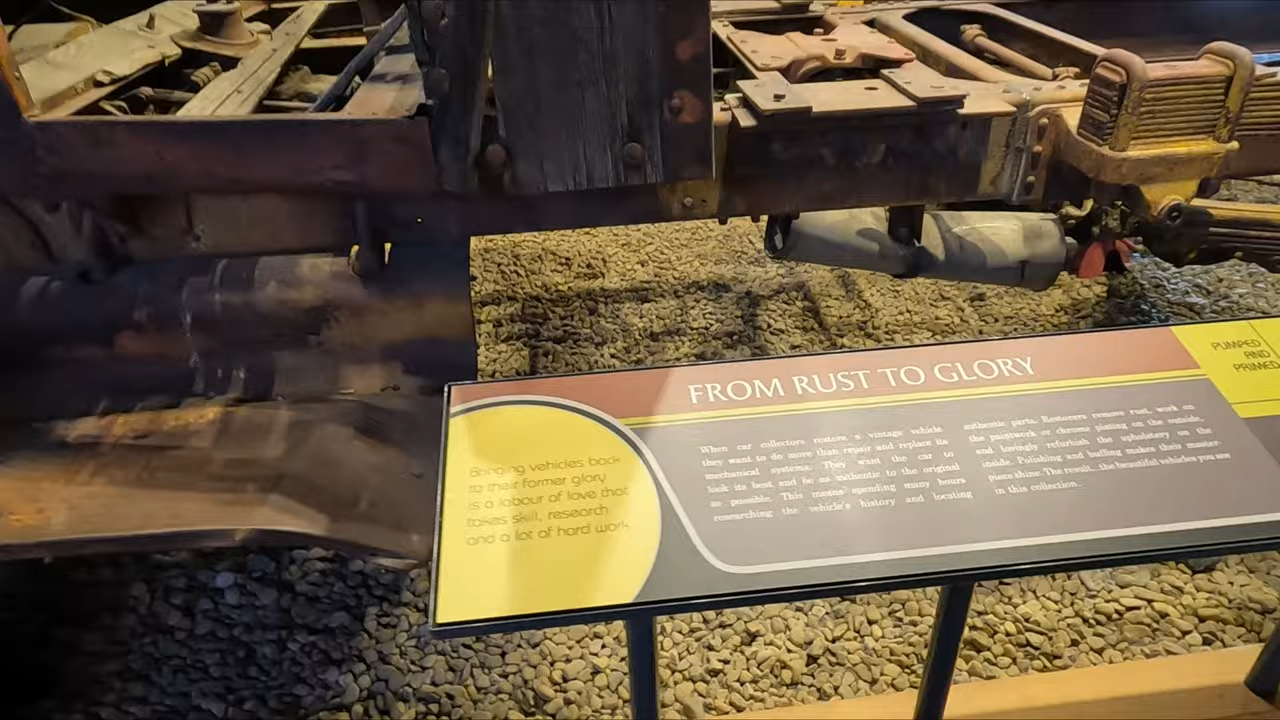 FROM RUST TO GLORY
Bringing vehicles back
to their former glory
is a labour of love that
takes skill, research
and a lot of hard work.
When car collectors restore a vintage vehicle
they want to do more than repair and replace its
mechanical systems. They want the car to
look its best and be as authentic to the original
as possible. This means spending many hours
researching the vehicle's history and locating
authentic parts. Restorers remove rust, work on
the paintwork or chrome plating on the outside,
and lovingly refurbish the upholstery on the
inside. Polishing and buffing makes their master-
piece shine. The result...the beautiful vehicles you see
in this collection.
PUMPED
AND
PRIMED